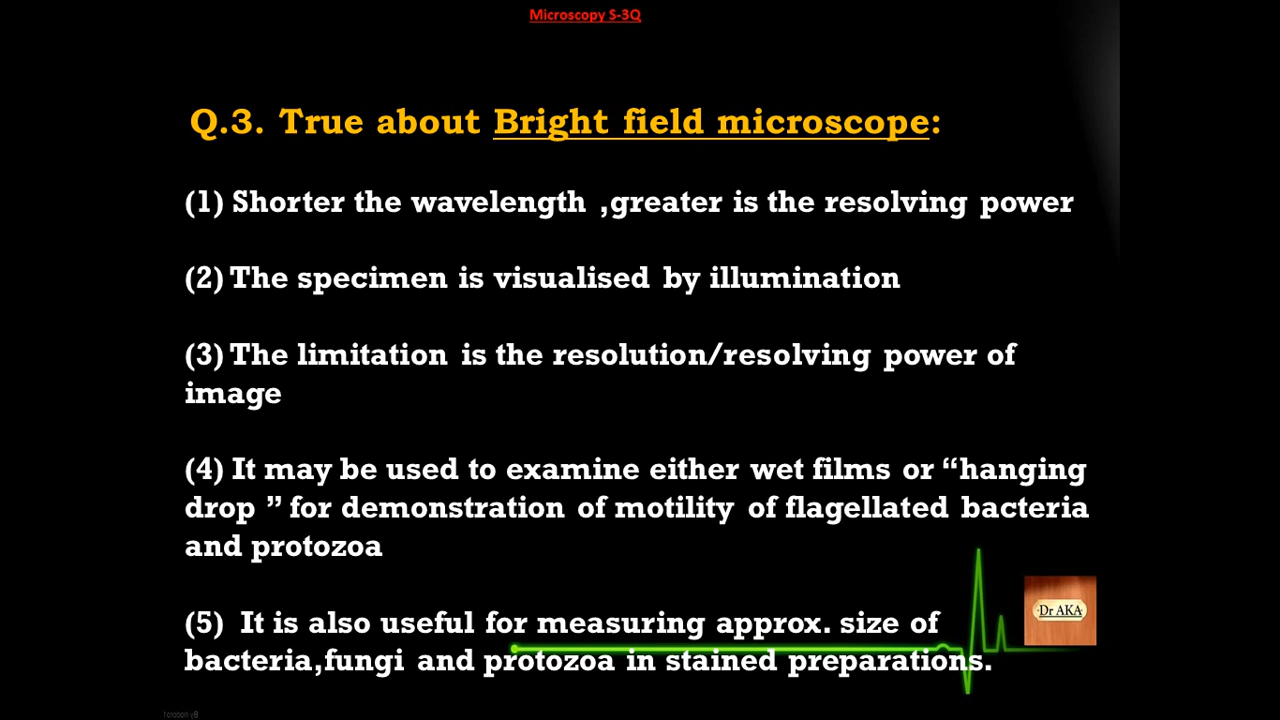 Microscopy S-3Q
Q.3. True about Bright field microscope:
(1) Shorter the wavelength ,greater is the resolving power
(2) The specimen is visualised by illumination
(3) The limitation is the resolution/resolving power of
image
(4) It may be used to examine either wet films or “hanging
drop ” for demonstration of motility of flagellated bacteria
and protozoa
(5) It is also useful for measuring approx. size of
bacteria,fungi and protozoa in stained preparations.
Dr AKA